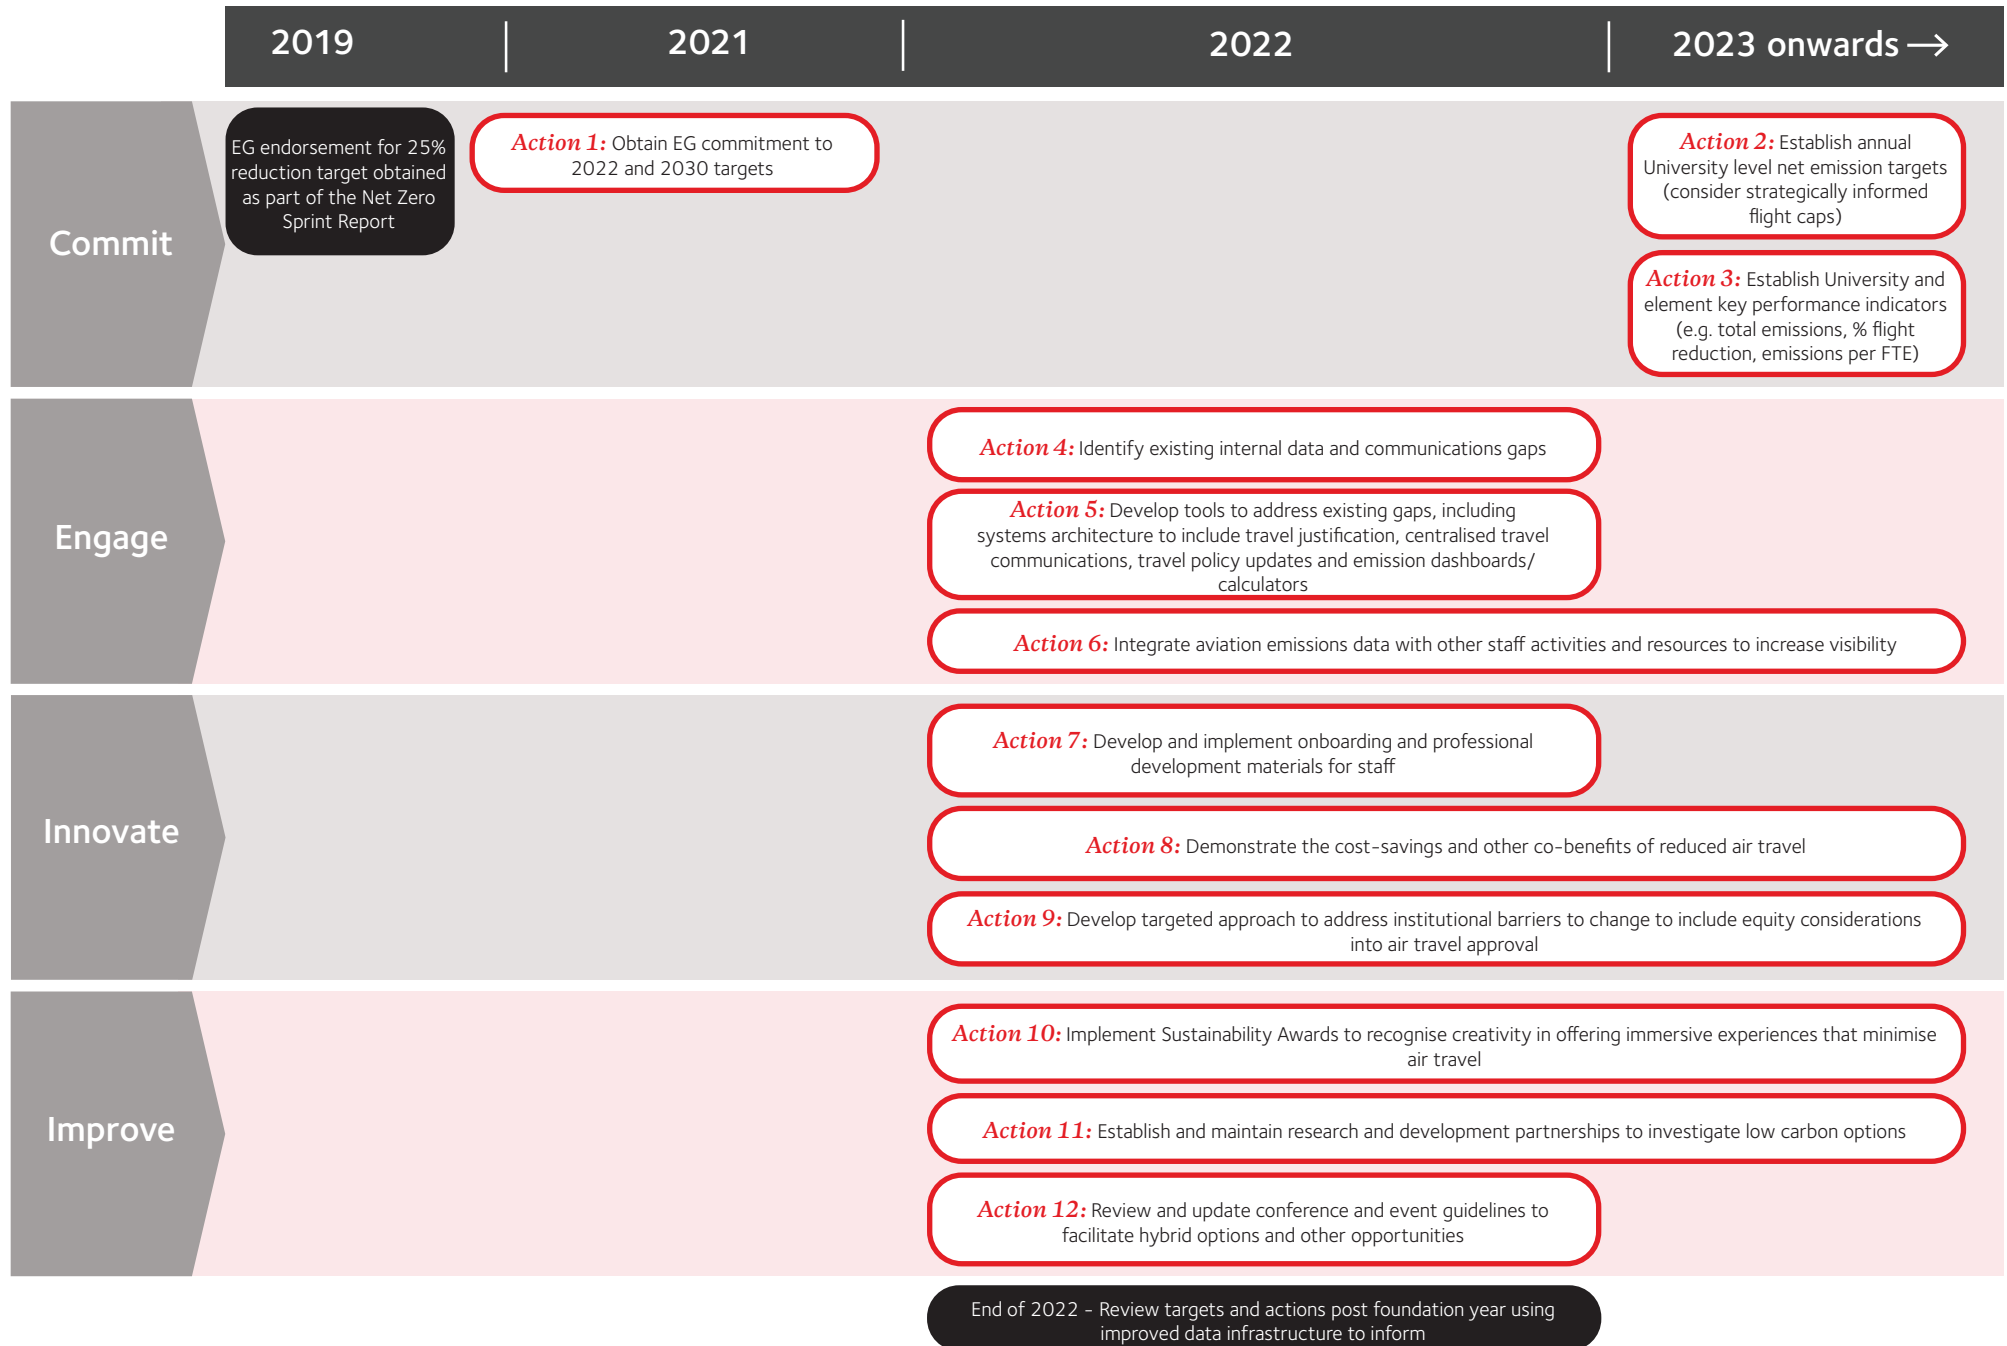 2019
2021
2022
2023 onwards →
Commit
EG endorsement for 25%
reduction target obtained
as part of the Net Zero
Sprint Report
Action 1: Obtain EG commitment to
2022 and 2030 targets
Action 2: Establish annual
University level net emission targets
(consider strategically informed
flight caps)
Action 3: Establish University and
element key performance indicators
(e.g. total emissions, % flight
reduction, emissions per FTE)
Engage
Action 4: Identify existing internal data and communications gaps
Action 5: Develop tools to address existing gaps, including
systems architecture to include travel justification, centralised travel
communications, travel policy updates and emission dashboards/
calculators
Action 6: Integrate aviation emissions data with other staff activities and resources to increase visibility
Innovate
Action 7: Develop and implement onboarding and professional
development materials for staff
Action 8: Demonstrate the cost-savings and other co-benefits of reduced air travel
Action 9: Develop targeted approach to address institutional barriers to change to include equity considerations
into air travel approval
Improve
Action 10: Implement Sustainability Awards to recognise creativity in offering immersive experiences that minimise
air travel
Action 11: Establish and maintain research and development partnerships to investigate low carbon options
Action 12: Review and update conference and event guidelines to
facilitate hybrid options and other opportunities
End of 2022 - Review targets and actions post foundation year using
improved data infrastructure to inform